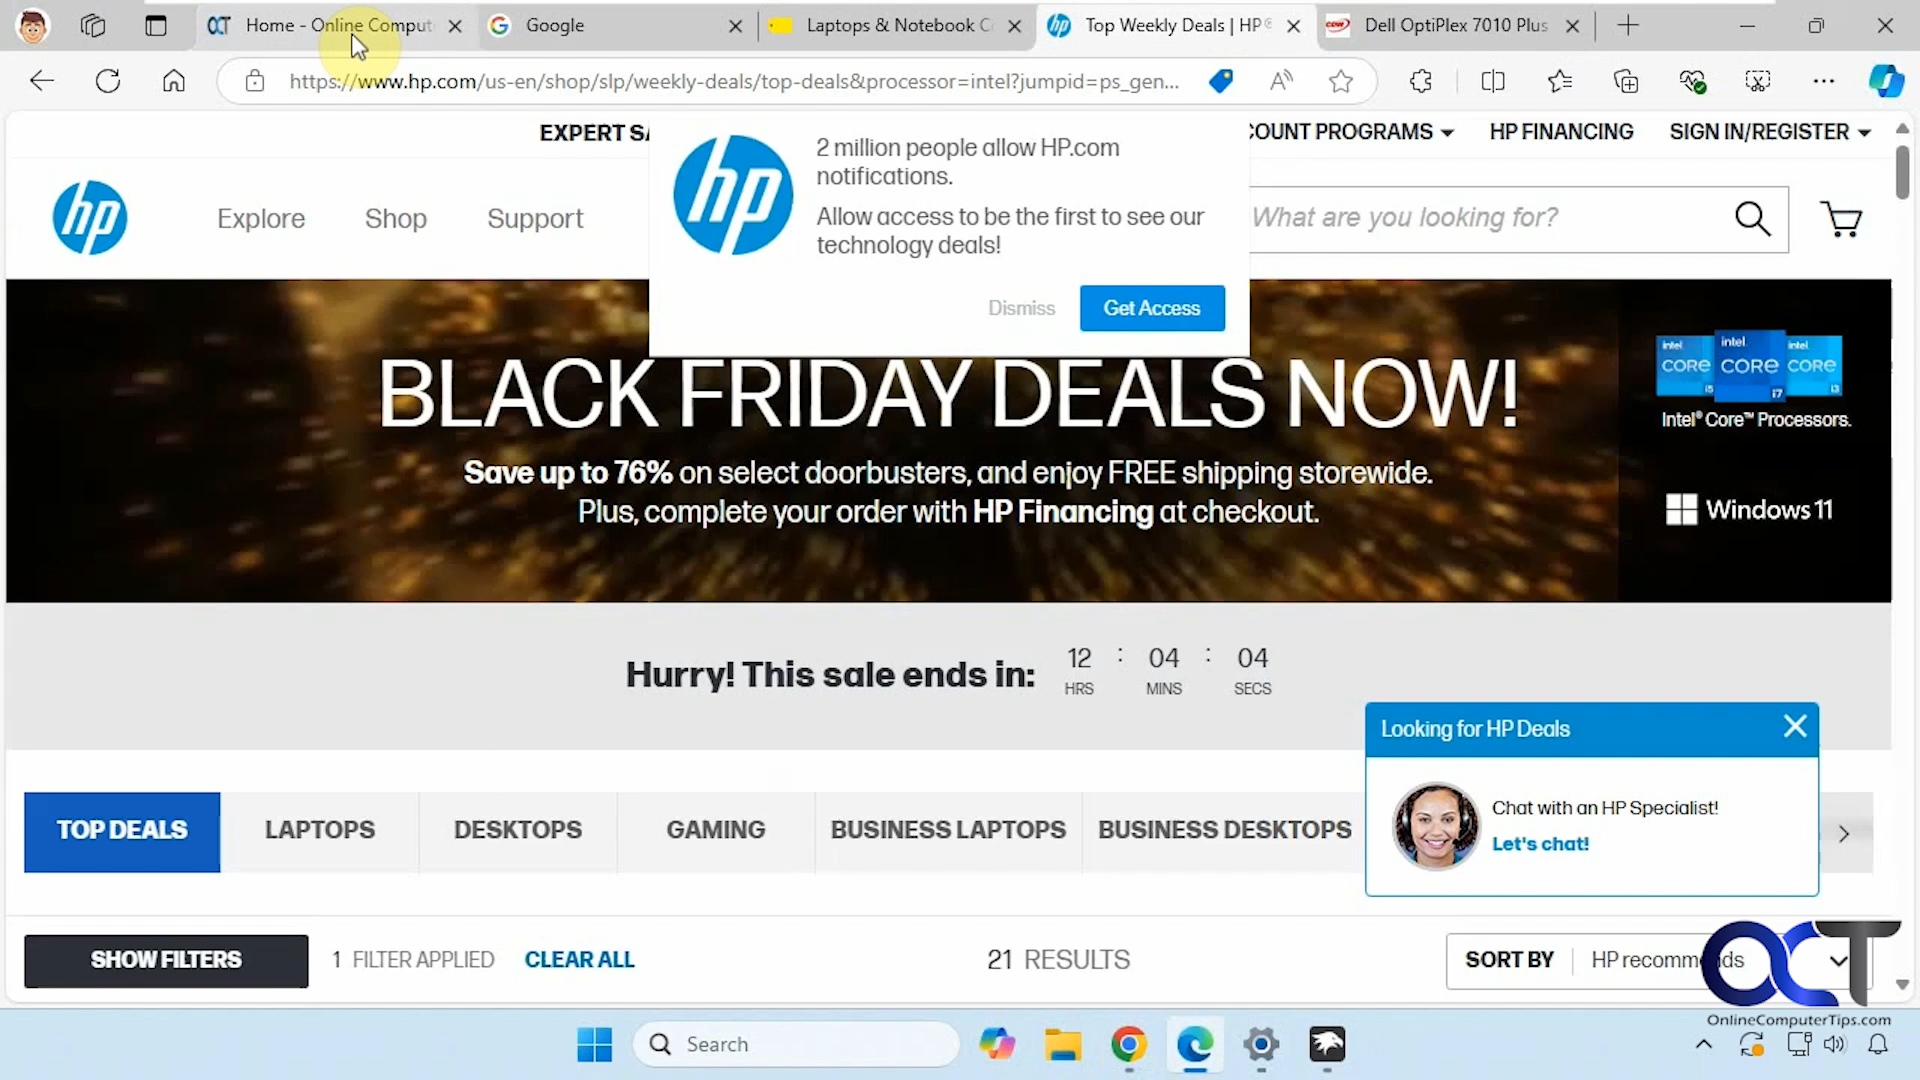 Home - Online Comput
Google
Laptops & Notebook C
Top Weekly Deals | HP®
CDW
Dell OptiPlex 7010 Plus
https://www.hp.com/us-en/shop/slp/weekly-deals/top-deals&processor=intel?jumpid=ps_gen...
EXPERT SA
COUNT PROGRAMS
HP FINANCING
SIGN IN/REGISTER
hp
Explore
Shop
Support
hp
2 million people allow HP.com
notifications.
Allow access to be the first to see our
technology deals!
Dismiss
Get Access
What are you looking for?
BLACK FRIDAY DEALS NOW!
Save up to 76% on select doorbusters, and enjoy FREE shipping storewide.
Plus, complete your order with HP Financing at checkout.
intel CORE i5
intel. CORE i7
intel CORE i3
Intel® Core™ Processors.
Windows 11
Hurry! This sale ends in:
12 : 04 : 04
HRS MINS SECS
Looking for HP Deals
Chat with an HP Specialist!
Let's chat!
TOP DEALS
LAPTOPS
DESKTOPS
GAMING
BUSINESS LAPTOPS
BUSINESS DESKTOPS
SHOW FILTERS
1 FILTER APPLIED
CLEAR ALL
21 RESULTS
SORT BY
HP recommends
OCT
OnlineComputerTips.com
Search